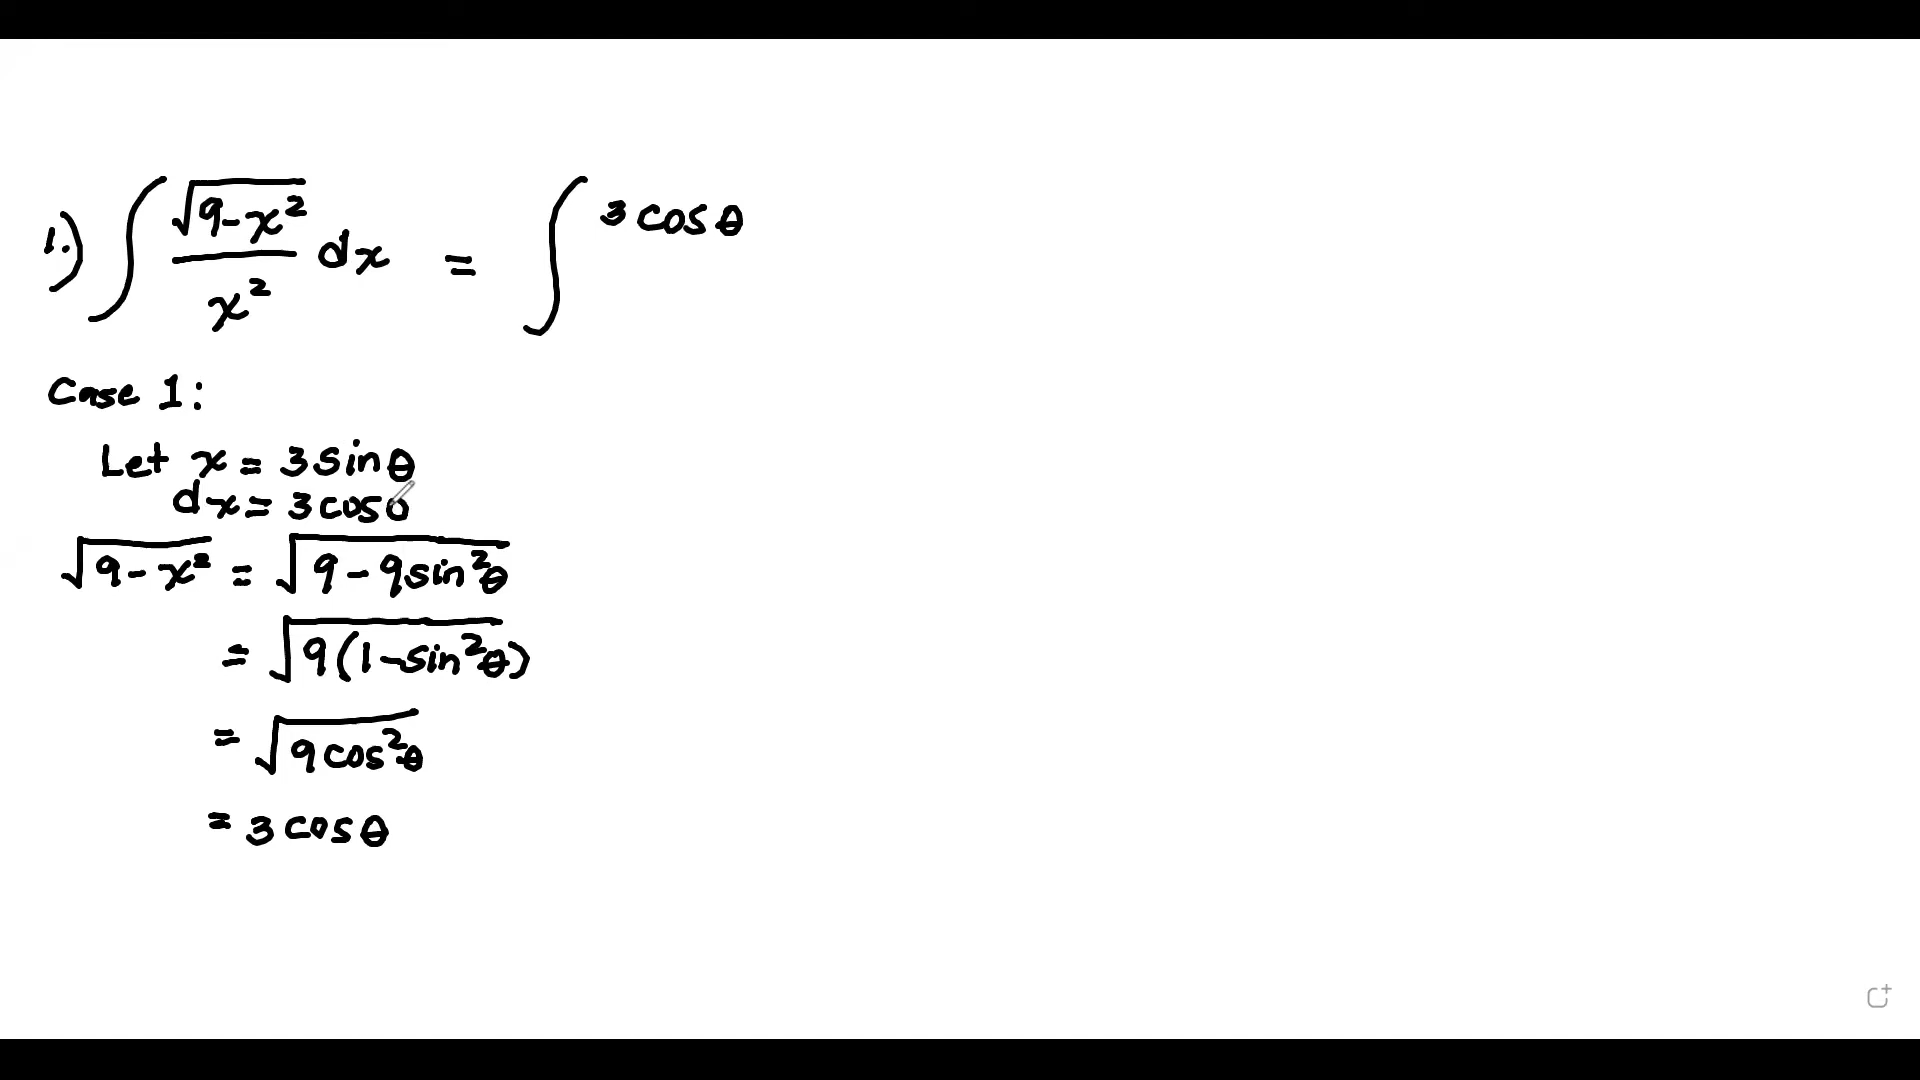 1.) ∫ √(9-x²) / x² dx = ∫ 3cosθ
Case 1:
Let x = 3sinθ
dx = 3cosθ
√(9-x²) = √(9-9sin²θ)
= √(9(1-sin²θ))
= √(9cos²θ)
= 3cosθ